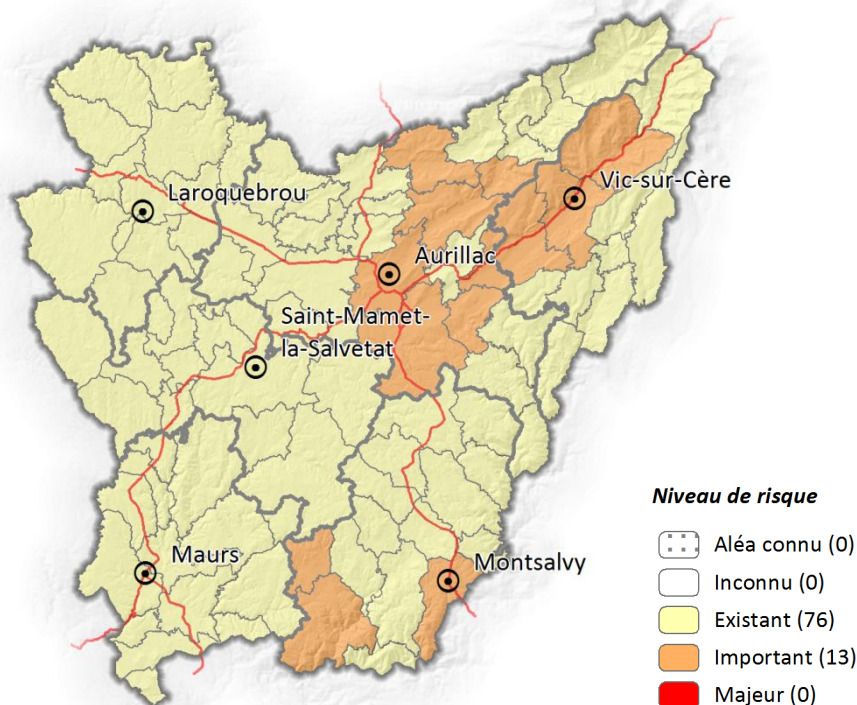 Laroquebrou
Vic-sur-Cère
Aurillac
Saint-Mamet-
la-Salvetat
Maurs
Montsalvy
Niveau de risque
Aléa connu (0)
Inconnu (0)
Existant (76)
Important (13)
Majeur (0)